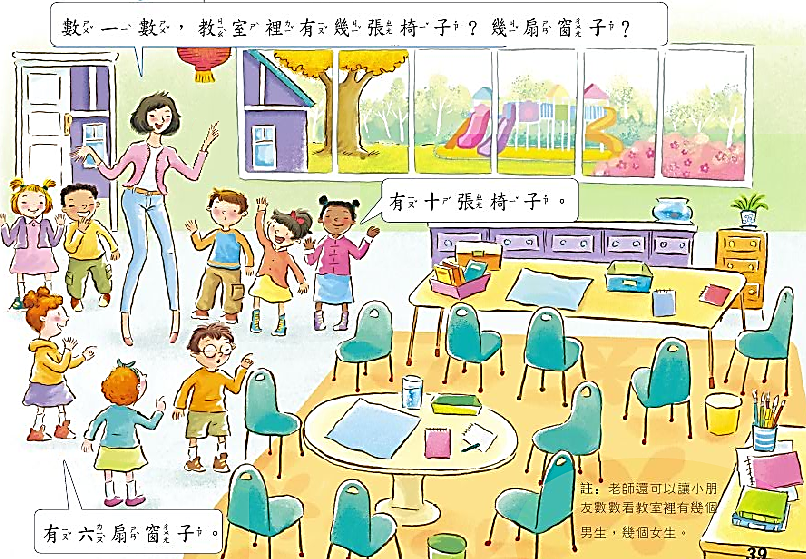 數一數，教室裡有幾張椅子？幾扇窗子？
有十張椅子。
有六扇窗子。
註：老師還可以讓小朋
友數數看教室裡有幾個
男生，幾個女生。
39